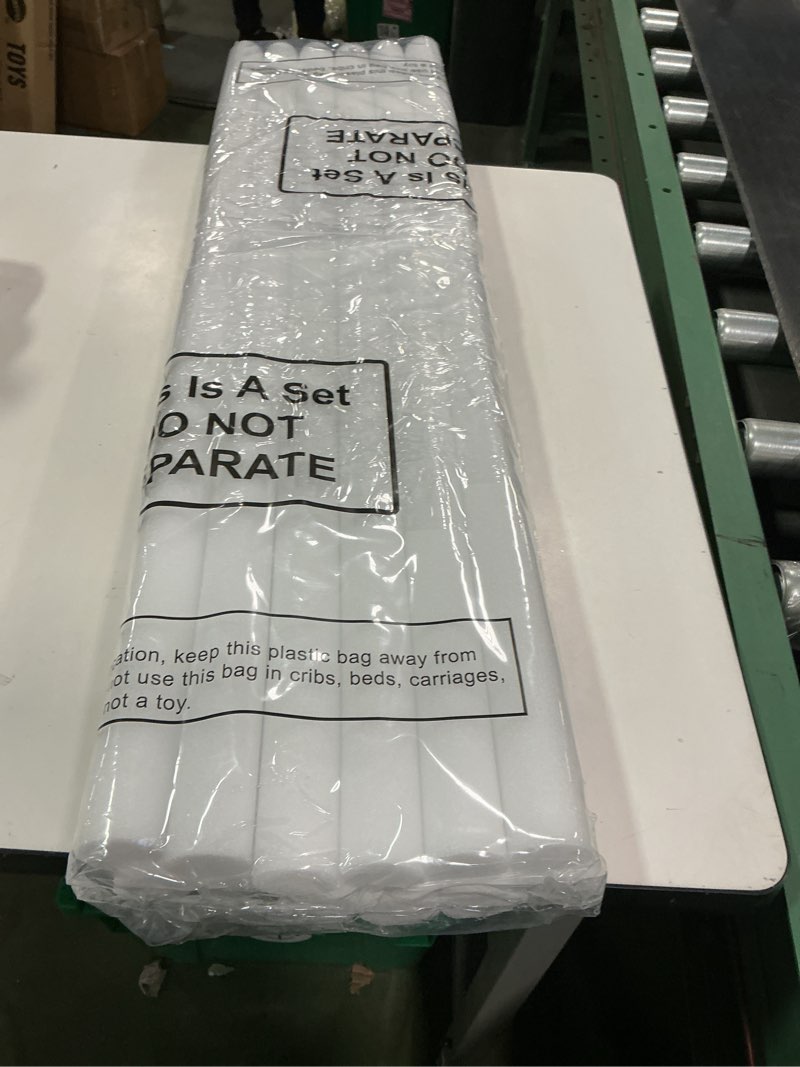 TOYS
s Is A Set
O NOT
PARATE
s Is A Set
O NOT
PARATE
ation, keep this plastic bag away from
ot use this bag in cribs, beds, carriages,
not a toy.